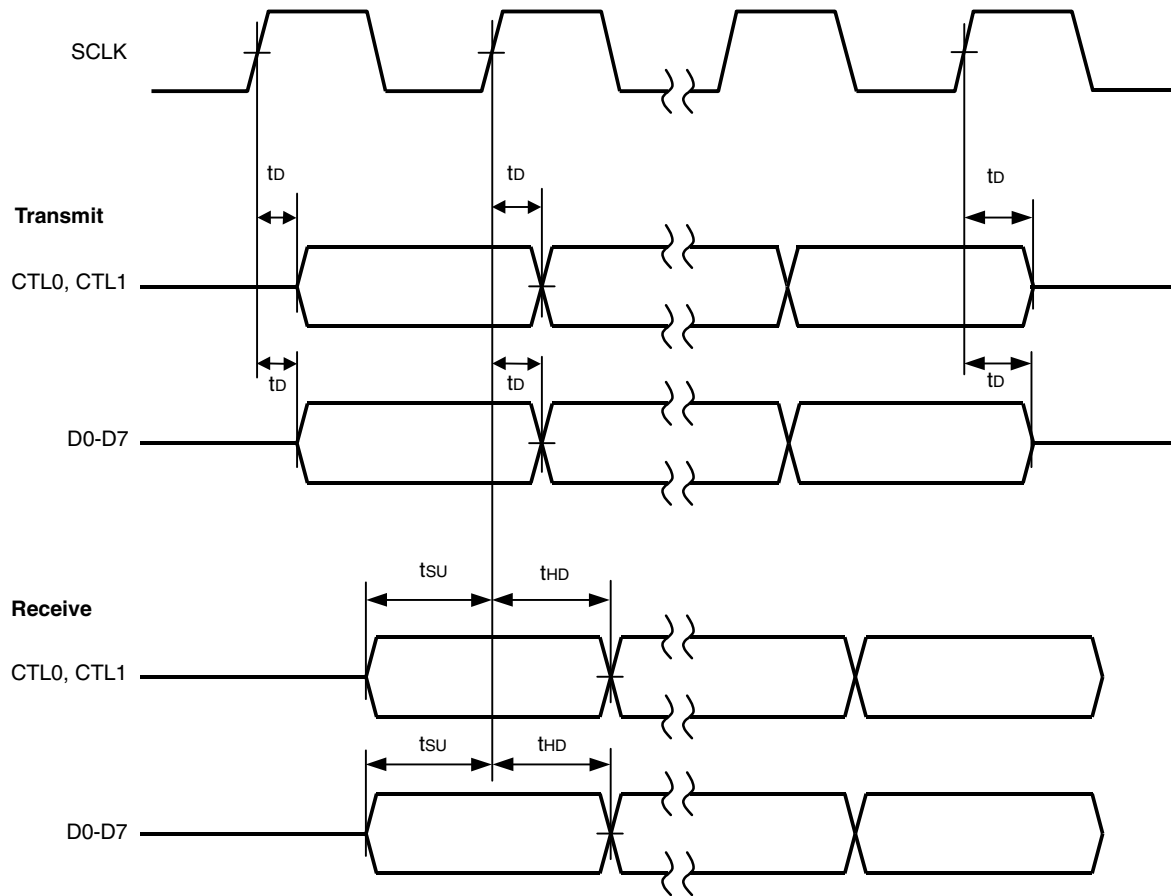 SCLK
tD tD tD
Transmit
CTL0, CTL1
tD tD tD
D0-D7
tSU tHD
Receive
CTL0, CTL1
tSU tHD
D0-D7